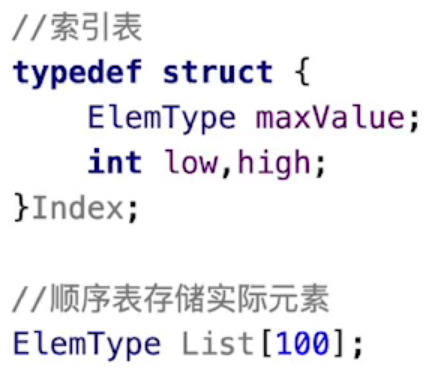 //索引表
typedef struct {
    ElemType maxValue;
    int low,high;
}Index;

//顺序表存储实际元素
ElemType List[100];